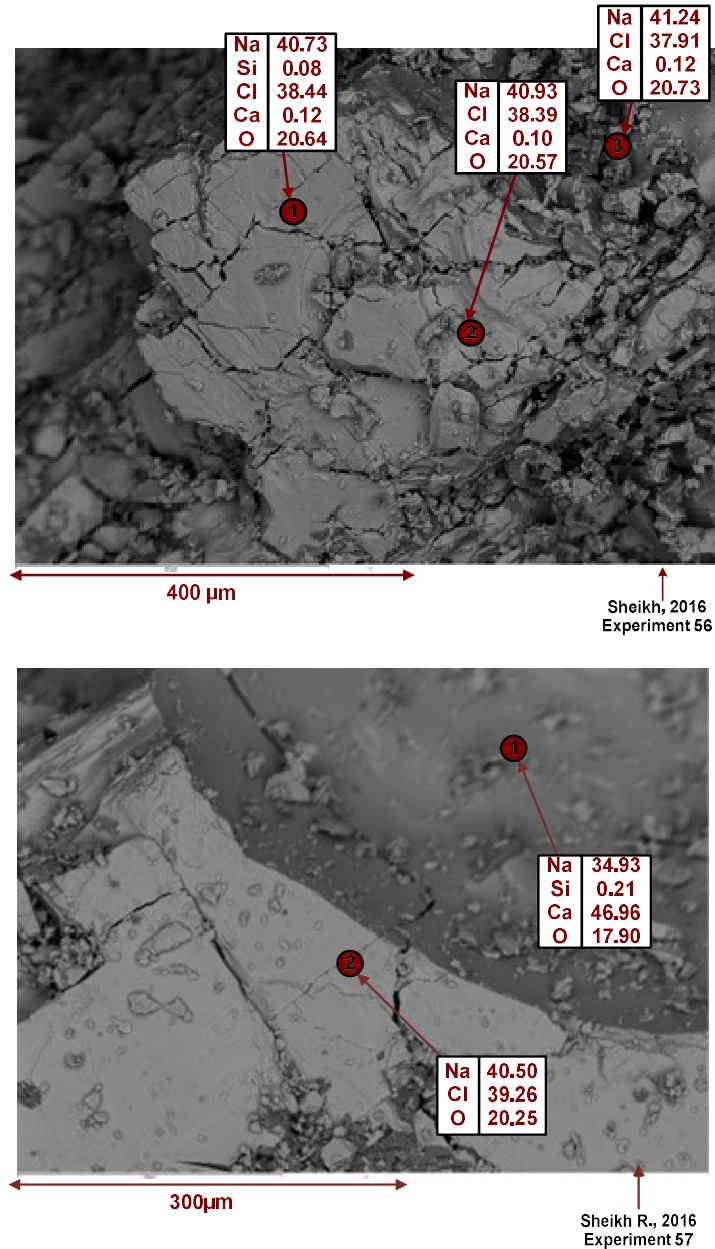 Na 40.73
Si 0.08
Cl 38.44
Ca 0.12
O 20.64
Na 40.93
Cl 38.39
Ca 0.10
O 20.57
Na 41.24
Cl 37.91
Ca 0.12
O 20.73
1
2
3
400 µm
Sheikh, 2016
Experiment 56
1
Na 34.93
Si 0.21
Ca 46.96
O 17.90
2
Na 40.50
Cl 39.26
O 20.25
300µm
Sheikh R., 2016
Experiment 57